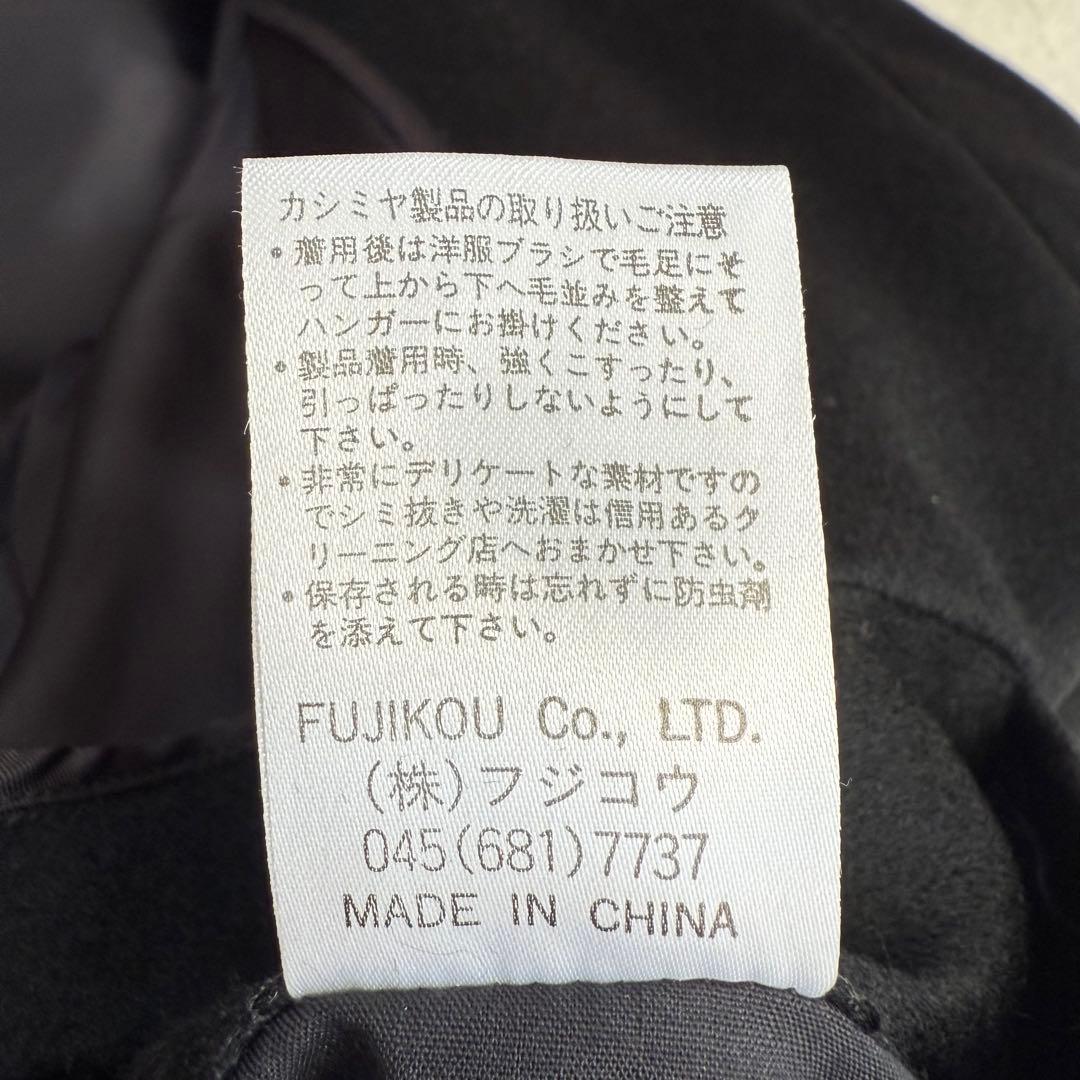 カシミヤ製品の取り扱いご注意
・着用後は洋服ブラシで毛足にそ
って上から下へ毛並みを整えて
ハンガーにお掛けください。
・製品着用時、強くこすったり、
引っぱったりしないようにして
下さい。
・非常にデリケートな素材ですの
でシミ抜きや洗濯は信用あるク
リーニング店へおまかせ下さい。
・保存される時は忘れずに防虫剤
を添えて下さい。
FUJIKOU Co., LTD.
(株)フジコウ
045(681)7737
MADE IN CHINA